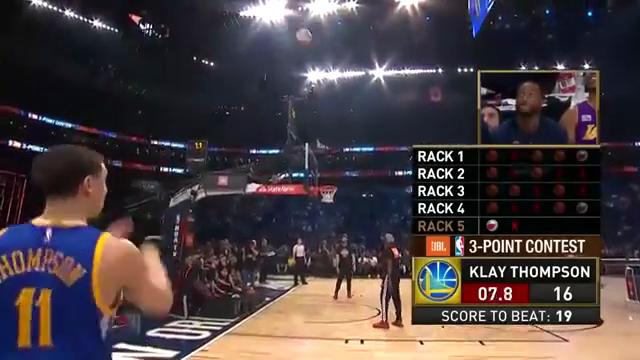 RACK 1
RACK 2
RACK 3
RACK 4
RACK 5
JBL 3-POINT CONTEST
KLAY THOMPSON
07.8 16
SCORE TO BEAT: 19
THOMPSON
11
State Farm